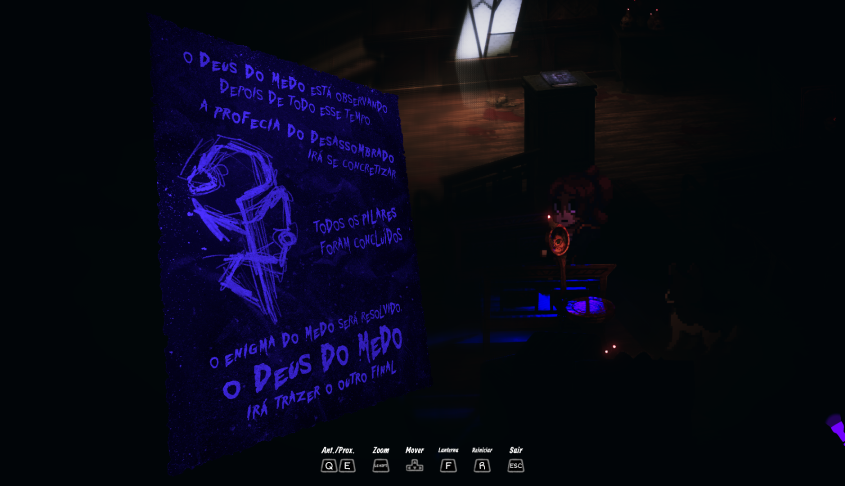 O DEUS DO MEDO ESTÁ OBSERVANDO
DEPOIS DE TODO ESSE TEMPO
A PROFECIA DO DESASSOMBRADO
IRÁ SE CONCRETIZAR
TODOS OS PILARES
FORAM CONCLUÍDOS
O ENIGMA DO MEDO SERÁ RESOLVIDO
O DEUS DO MEDO
IRÁ TRAZER O OUTRO FINAL
Ant./Prox. Zoom Mover Lanterna Reiniciar Sair
Q E F R ESC